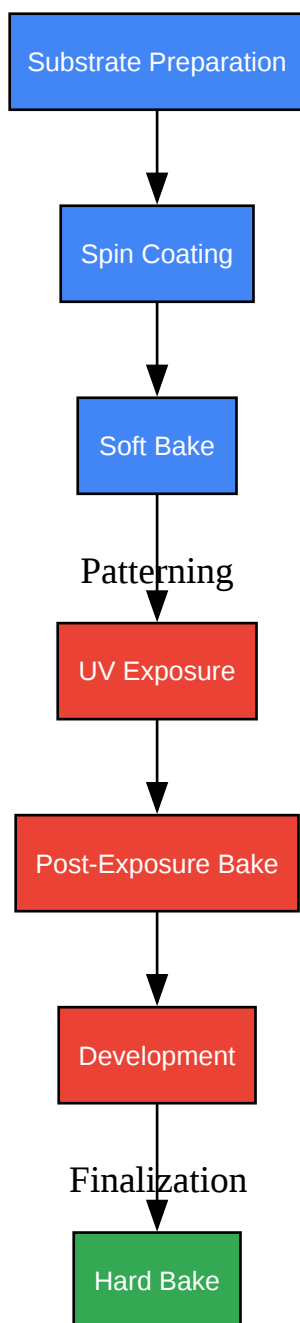 Substrate Preparation
Spin Coating
Soft Bake
Patterning
UV Exposure
Post-Exposure Bake
Development
Finalization
Hard Bake